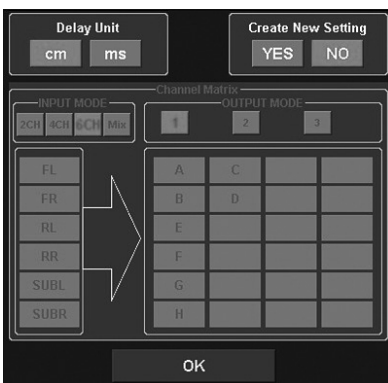 Delay Unit
cm ms
Create New Setting
YES NO
Channel Matrix
INPUT MODE
2CH 4CH 6CH Mix
OUTPUT MODE
1 2 3
FL
FR
RL
RR
SUBL
SUBR
A C
B D
E
F
G
H
OK